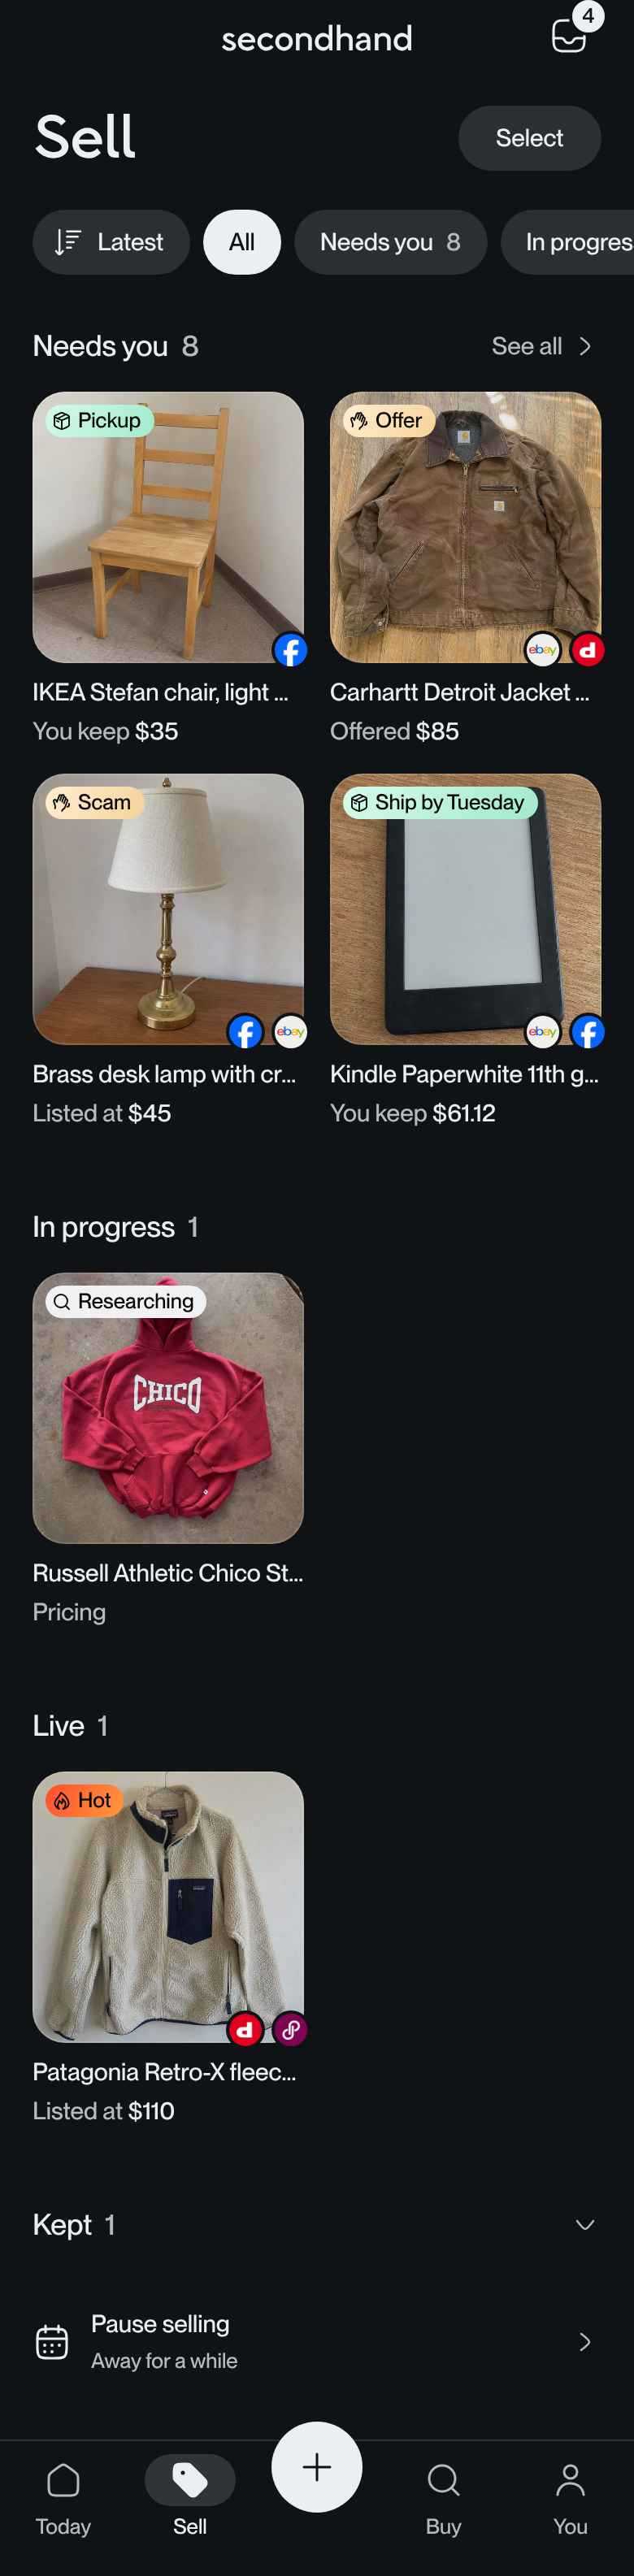 secondhand
4
Sell
Select
Latest
All
Needs you 8
In progres
Needs you 8
See all
Pickup
Offer
ebay
IKEA Stefan chair, light ...
Carhartt Detroit Jacket ...
You keep $35
Offered $85
Scam
Ship by Tuesday
ebay
ebay
Brass desk lamp with cr...
Kindle Paperwhite 11th g...
Listed at $45
You keep $61.12
In progress 1
Researching
CHICO
Russell Athletic Chico St...
Pricing
Live 1
Hot
Patagonia Retro-X fleec...
Listed at $110
Kept 1
Pause selling
Away for a while
Today
Sell
Buy
You